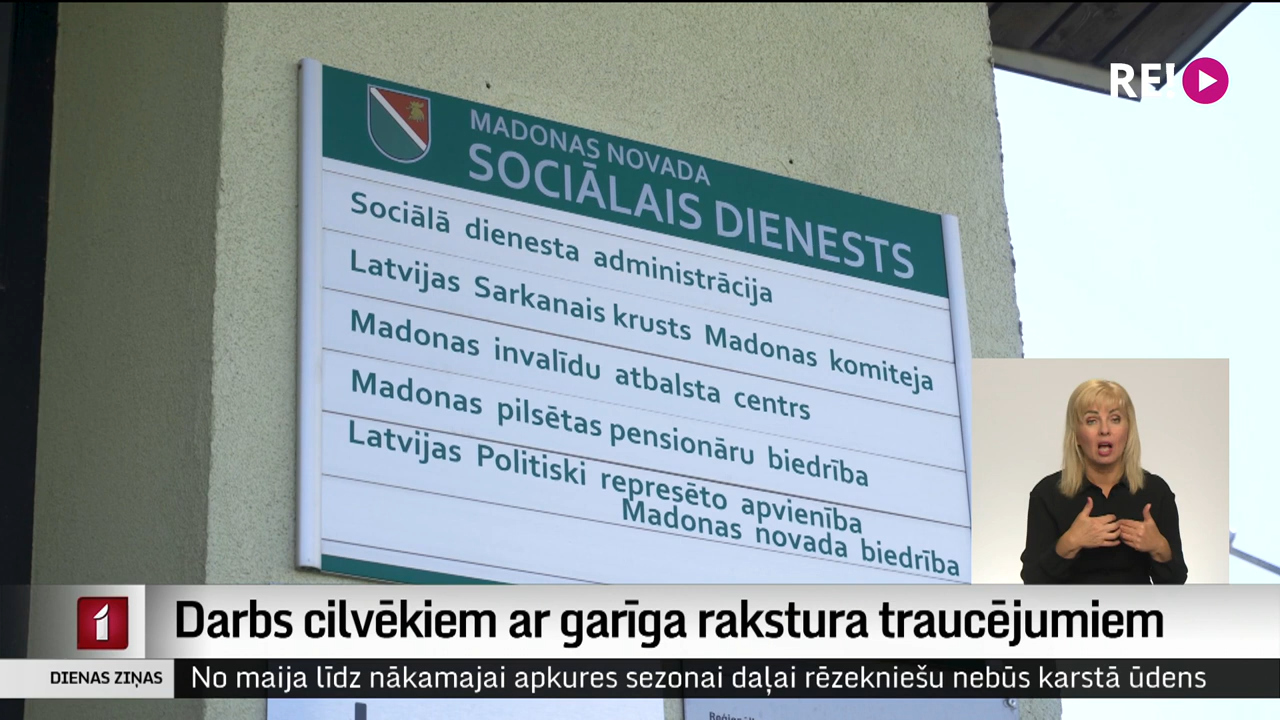 RE!
MADONAS NOVADA
SOCIĀLAIS DIENESTS
Sociālā dienesta administrācija
Latvijas Sarkanais krusts Madonas komiteja
Madonas invalīdu atbalsta centrs
Madonas pilsētas pensionāru biedrība
Latvijas Politiski represēto apvienība
Madonas novada biedrība
1
Darbs cilvēkiem ar garīga rakstura traucējumiem
DIENAS ZIŅAS
No maija līdz nākamajai apkures sezonai daļai rēzekniešu nebūs karstā ūdens